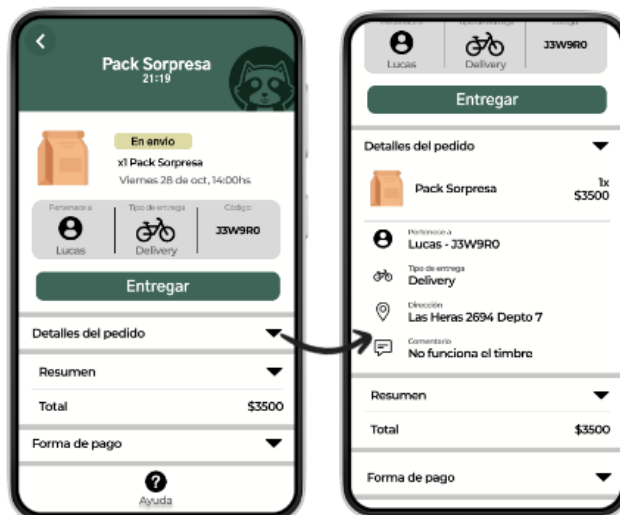 Pack Sorpresa
21:19
En envio
x1 Pack Sorpresa
Viernes 28 de oct, 14:00hs
Pertenece a
Tipo de entrega
Código:
Lucas
Delivery
J3W9R0
Entregar
Detalles del pedido
Resumen
Total $3500
Forma de pago
Ayuda
Lucas
Delivery
J3W9R0
Entregar
Detalles del pedido
Pack Sorpresa
1x
$3500
Pertenece a
Lucas - J3W9R0
Tipo de entrega
Delivery
Dirección
Las Heras 2694 Depto 7
Comentario
No funciona el timbre
Resumen
Total $3500
Forma de pago